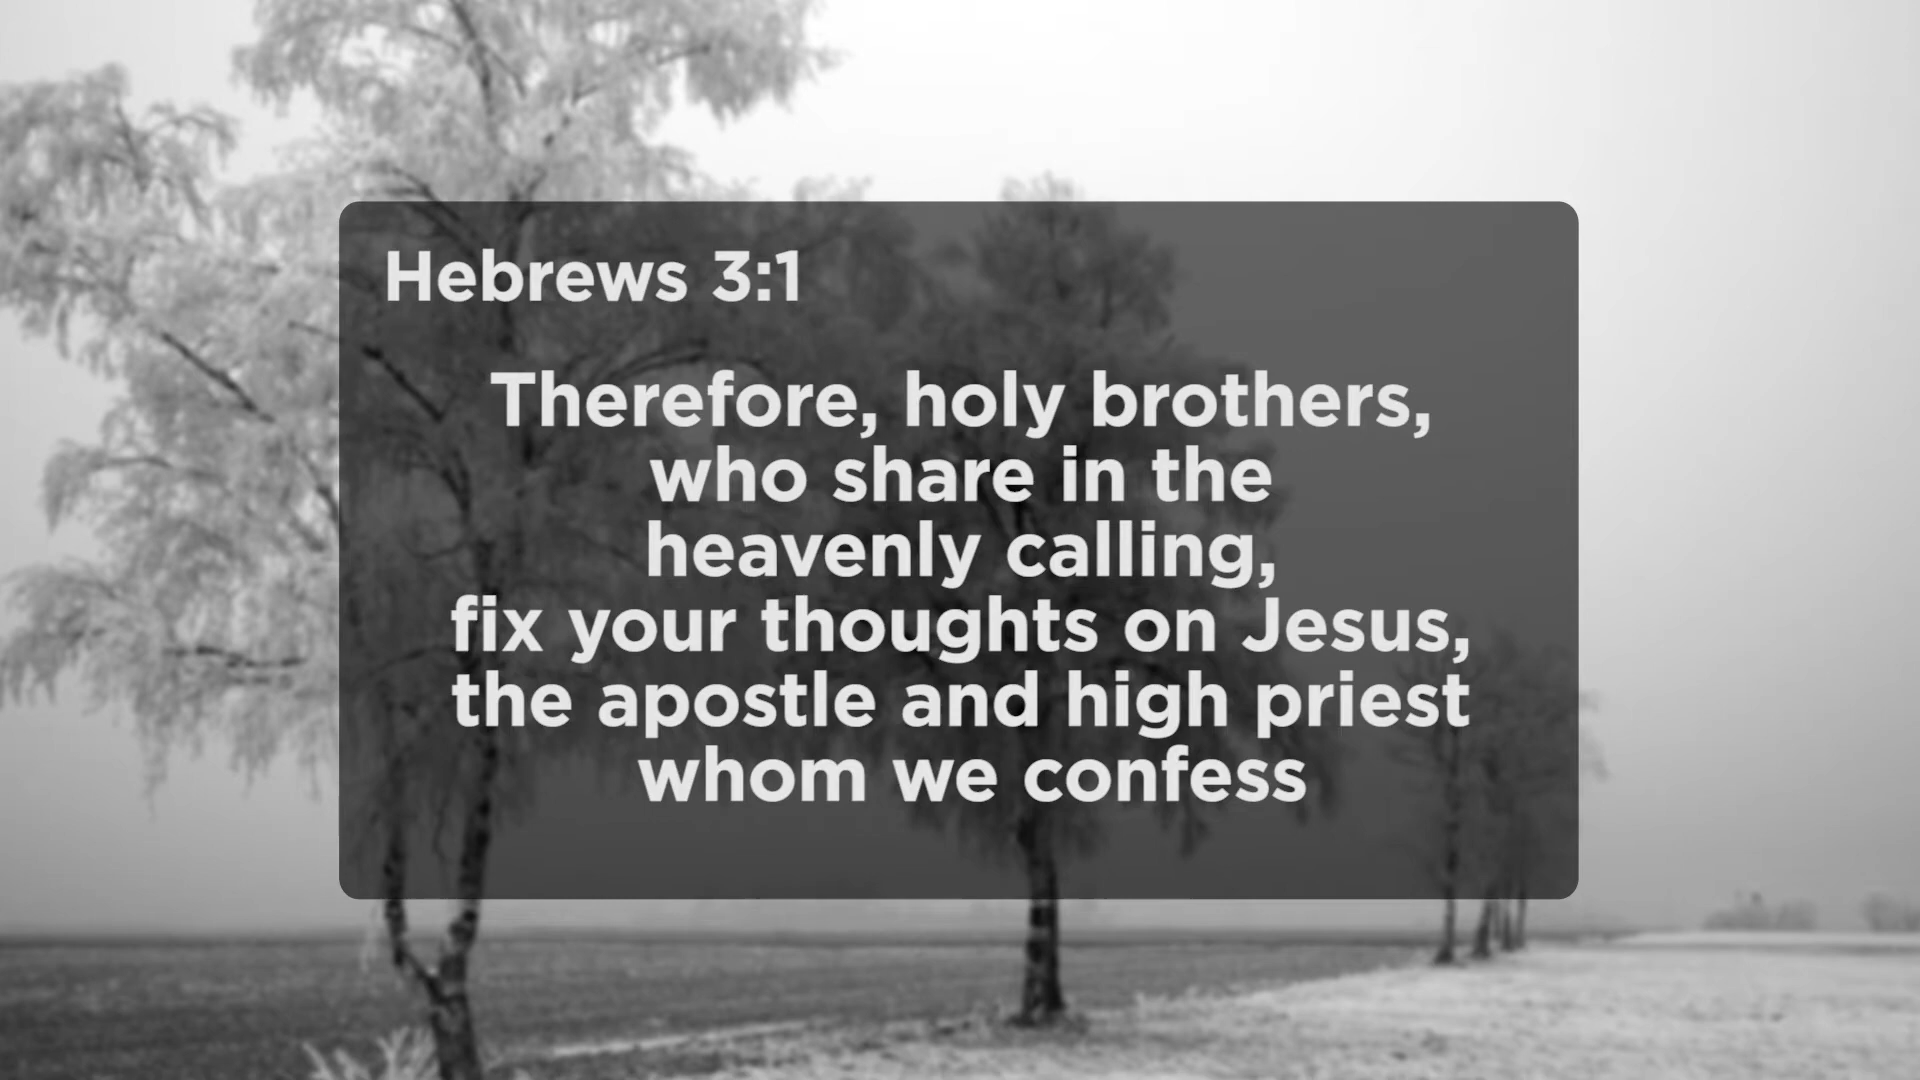 Hebrews 3:1
Therefore, holy brothers,
who share in the
heavenly calling,
fix your thoughts on Jesus,
the apostle and high priest
whom we confess